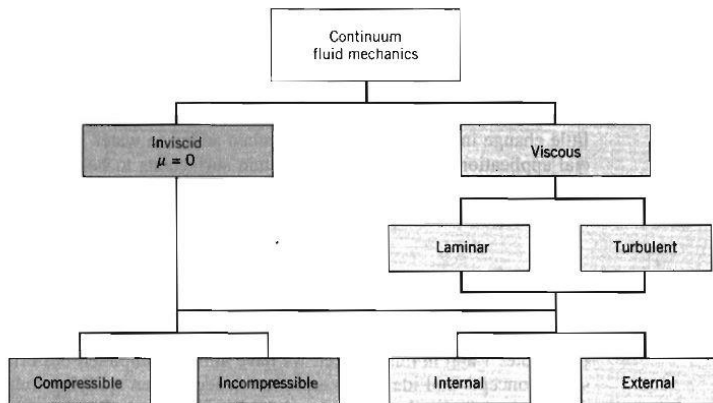 Continuum
fluid mechanics
Inviscid
μ = 0
Viscous
Laminar
Turbulent
Compressible
Incompressible
Internal
External